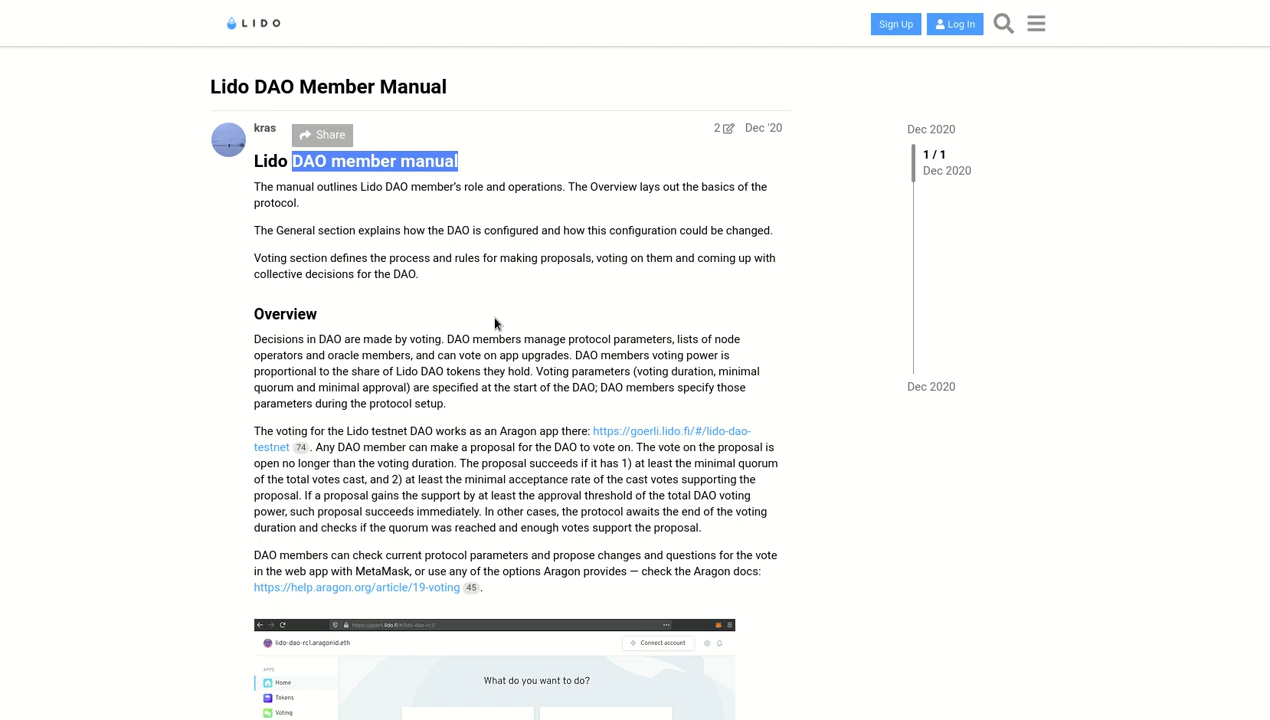 LIDO
Sign Up
Log In
Lido DAO Member Manual
kras
Share
2
Dec '20
Lido DAO member manual
The manual outlines Lido DAO member’s role and operations. The Overview lays out the basics of the
protocol.
The General section explains how the DAO is configured and how this configuration could be changed.
Voting section defines the process and rules for making proposals, voting on them and coming up with
collective decisions for the DAO.
Overview
Decisions in DAO are made by voting. DAO members manage protocol parameters, lists of node
operators and oracle members, and can vote on app upgrades. DAO members voting power is
proportional to the share of Lido DAO tokens they hold. Voting parameters (voting duration, minimal
quorum and minimal approval) are specified at the start of the DAO; DAO members specify those
parameters during the protocol setup.
The voting for the Lido testnet DAO works as an Aragon app there: https://goerli.lido.fi/#/lido-dao-
testnet 74 . Any DAO member can make a proposal for the DAO to vote on. The vote on the proposal is
open no longer than the voting duration. The proposal succeeds if it has 1) at least the minimal quorum
of the total votes cast, and 2) at least the minimal acceptance rate of the cast votes supporting the
proposal. If a proposal gains the support by at least the approval threshold of the total DAO voting
power, such proposal succeeds immediately. In other cases, the protocol awaits the end of the voting
duration and checks if the quorum was reached and enough votes support the proposal.
DAO members can check current protocol parameters and propose changes and questions for the vote
in the web app with MetaMask, or use any of the options Aragon provides — check the Aragon docs:
https://help.aragon.org/article/19-voting 45 .
lido-dao-rc1.aragonid.eth
Connect account
APPS
Home
Tokens
Voting
What do you want to do?
Dec 2020
1 / 1
Dec 2020
Dec 2020